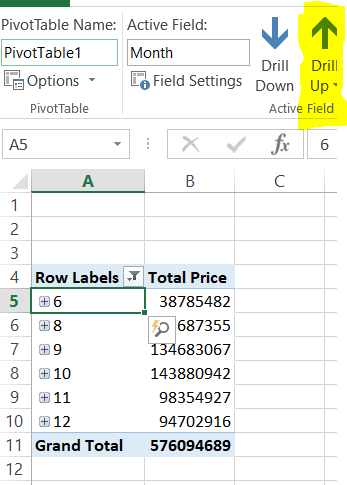 PivotTable Name: Active Field:
PivotTable1 Month Drill Drill
Options Field Settings Down Up
PivotTable Active Field
A5 fx 6
A B C
1
2
3
4 Row Labels Total Price
5 6 38785482
6 8 687355
7 9 134683067
8 10 143880942
9 11 98354927
10 12 94702916
11 Grand Total 576094689
12